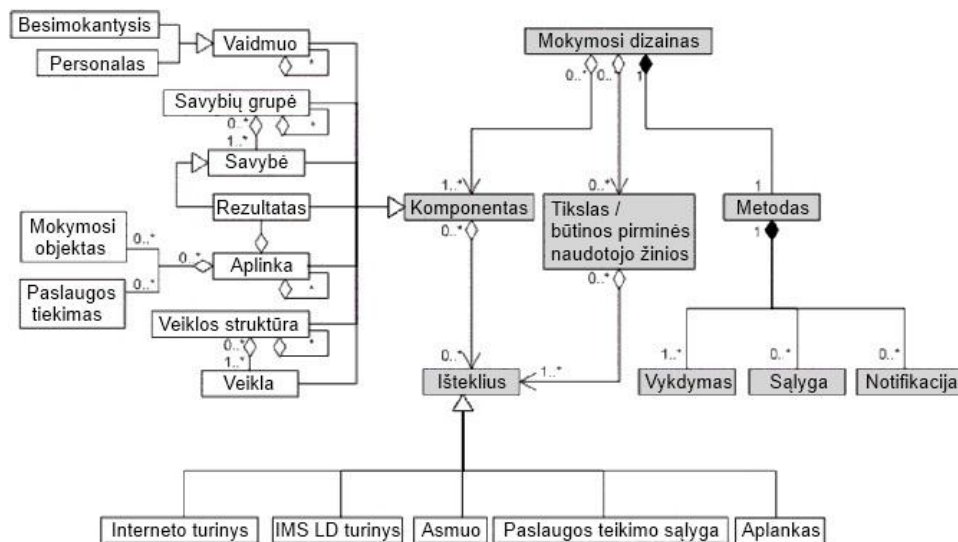 Besimokantysis
Personalas
Vaidmuo
*
Savybių grupė
0..*
*
1..*
Savybė
Rezultatas
Mokymosi
objektas
0..*
0..*
Aplinka
*
Paslaugos
tiekimas
0..*
Veiklos struktūra
0..*
*
1..*
Veikla
Mokymosi dizainas
0..*
0..*
1
1..*
0..*
1
Komponentas
0..*
Tikslas /
būtinos pirminės
naudotojo žinios
0..*
Metodas
1
0..*
1..*
Išteklius
1..*
0..*
0..*
Vykdymas
Sąlyga
Notifikacija
Interneto turinys
IMS LD turinys
Asmuo
Paslaugos teikimo sąlyga
Aplankas